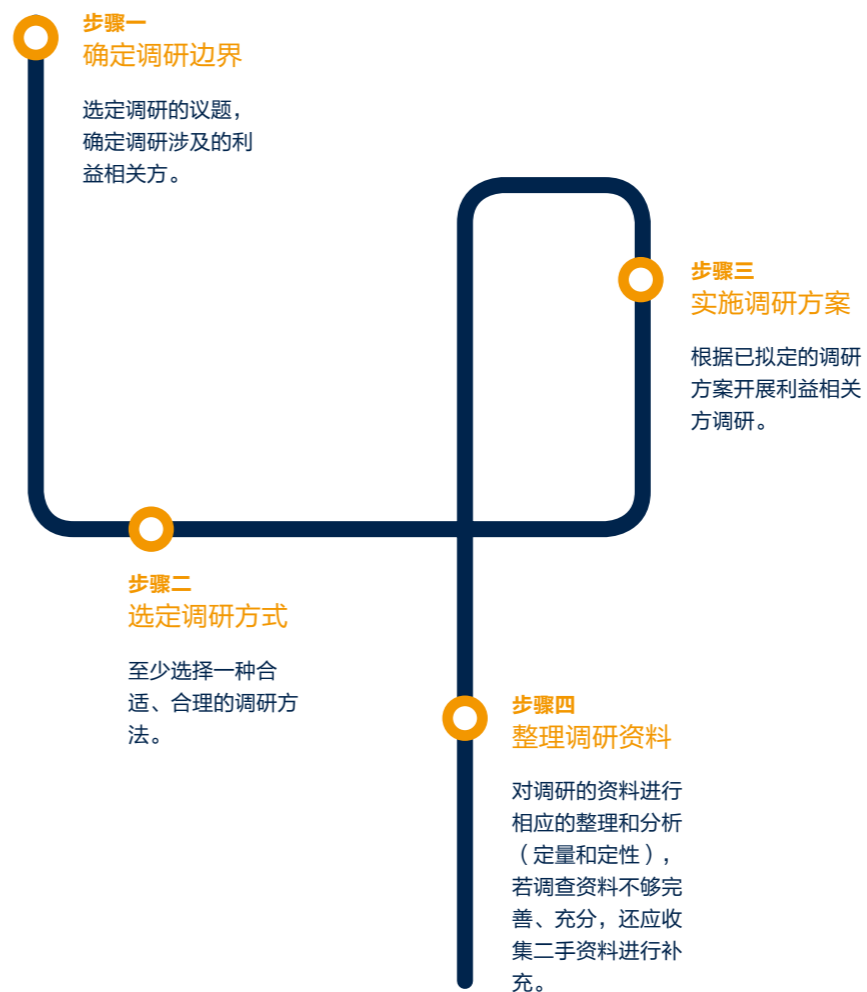 步骤一
确定调研边界
选定调研的议题，
确定调研涉及的利
益相关方。
步骤二
选定调研方式
至少选择一种合
适、合理的调研方
法。
步骤三
实施调研方案
根据已拟定的调研
方案开展利益相关
方调研。
步骤四
整理调研资料
对调研的资料进行
相应的整理和分析
（定量和定性），
若调查资料不够完
善、充分，还应收
集二手资料进行补
充。